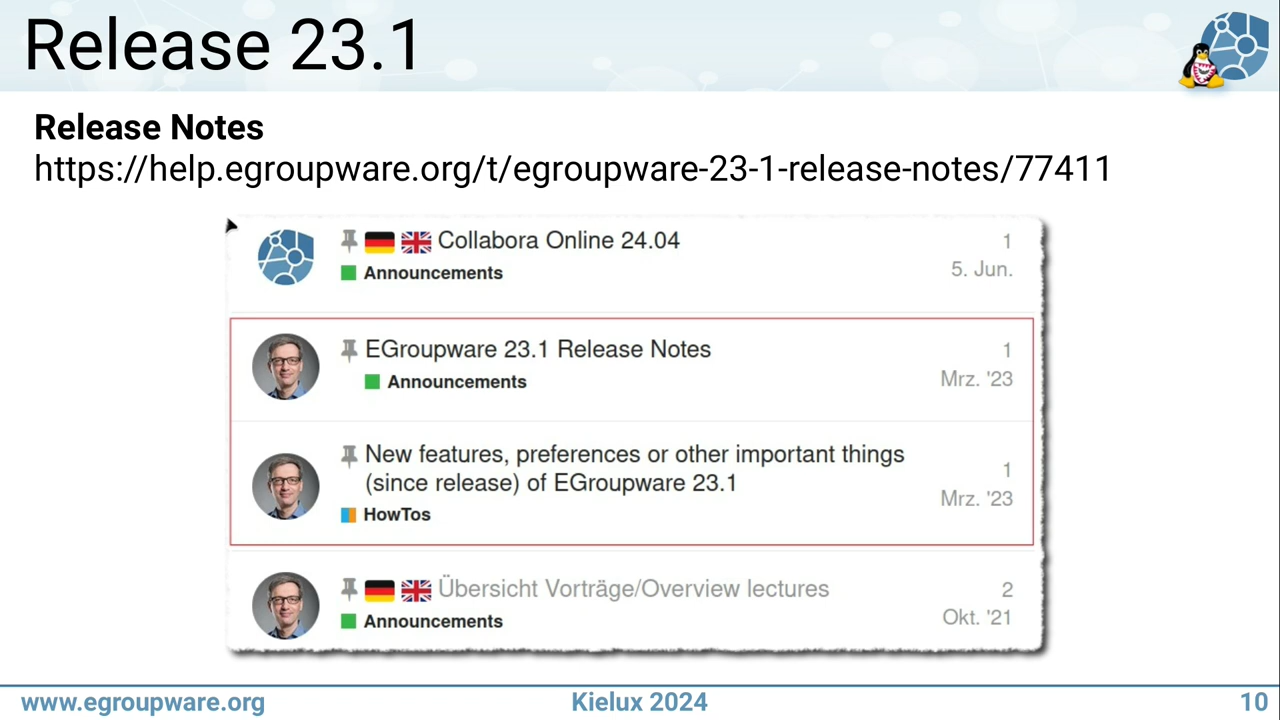 Release 23.1
Release Notes
https://help.egroupware.org/t/egroupware-23-1-release-notes/77411
Collabora Online 24.04 1
Announcements 5. Jun.
EGroupware 23.1 Release Notes 1
Announcements Mrz. '23
New features, preferences or other important things
(since release) of EGroupware 23.1 1
Mrz. '23
HowTos
Übersicht Vorträge/Overview lectures 2
Announcements Okt. '21
www.egroupware.org Kielux 2024 10